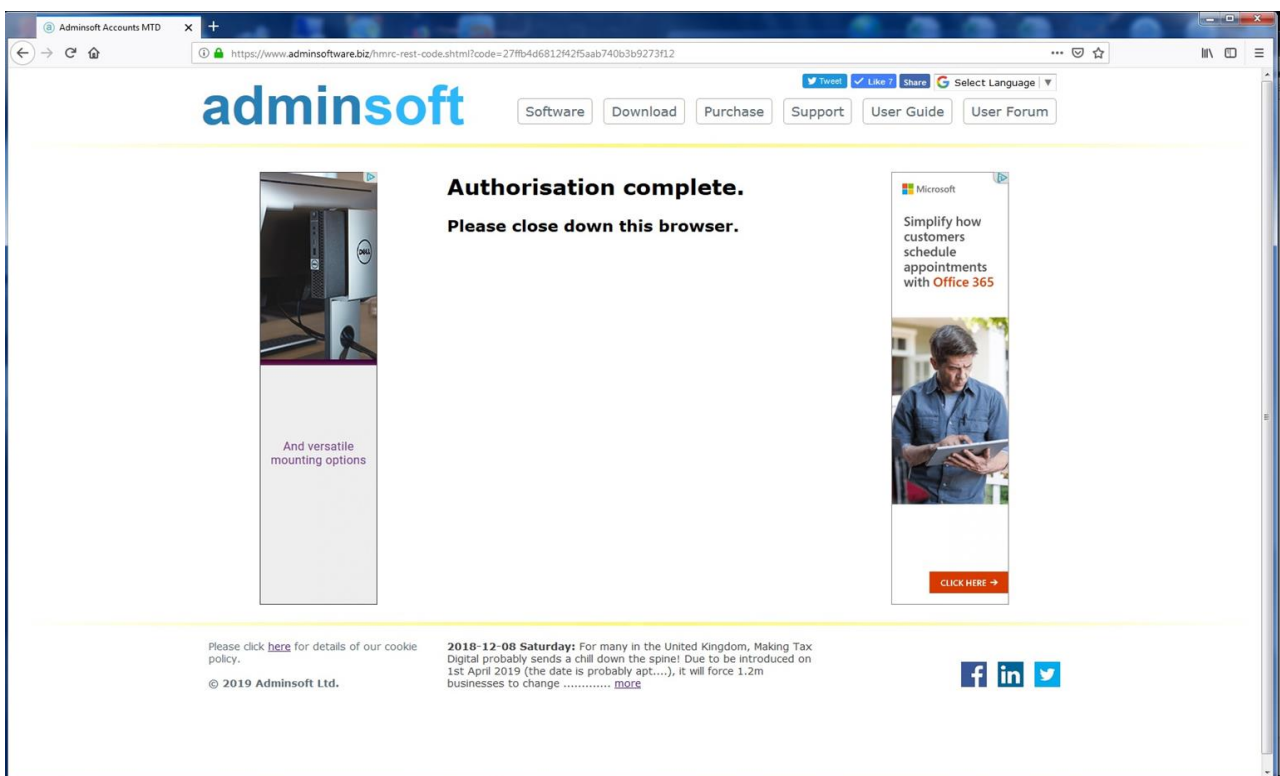 Adminsoft Accounts MTD
https://www.adminsoftware.biz/hmrc-rest-code.shtml?code=27ffb4d6812f42f5aab740b3b9273f12
Tweet Like 7 Share Select Language
adminsoft
Software Download Purchase Support User Guide User Forum
Authorisation complete.
Please close down this browser.
DELL
And versatile
mounting options
Microsoft
Simplify how
customers
schedule
appointments
with Office 365
CLICK HERE →
Please click here for details of our cookie
policy.
© 2019 Adminsoft Ltd.
2018-12-08 Saturday: For many in the United Kingdom, Making Tax
Digital probably sends a chill down the spine! Due to be introduced on
1st April 2019 (the date is probably apt....), it will force 1.2m
businesses to change ............. more